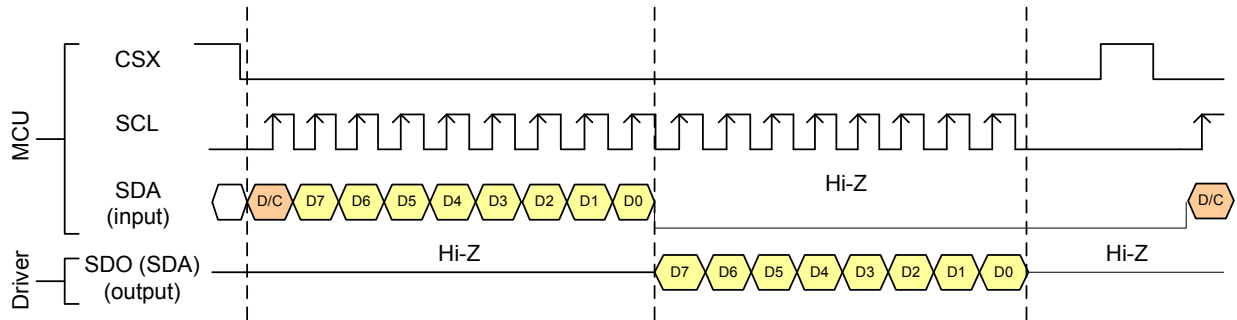 MCU
CSX
SCL
SDA
(input)
D/C D7 D6 D5 D4 D3 D2 D1 D0
Hi-Z
D/C
Driver
SDO (SDA)
(output)
Hi-Z
D7 D6 D5 D4 D3 D2 D1 D0
Hi-Z